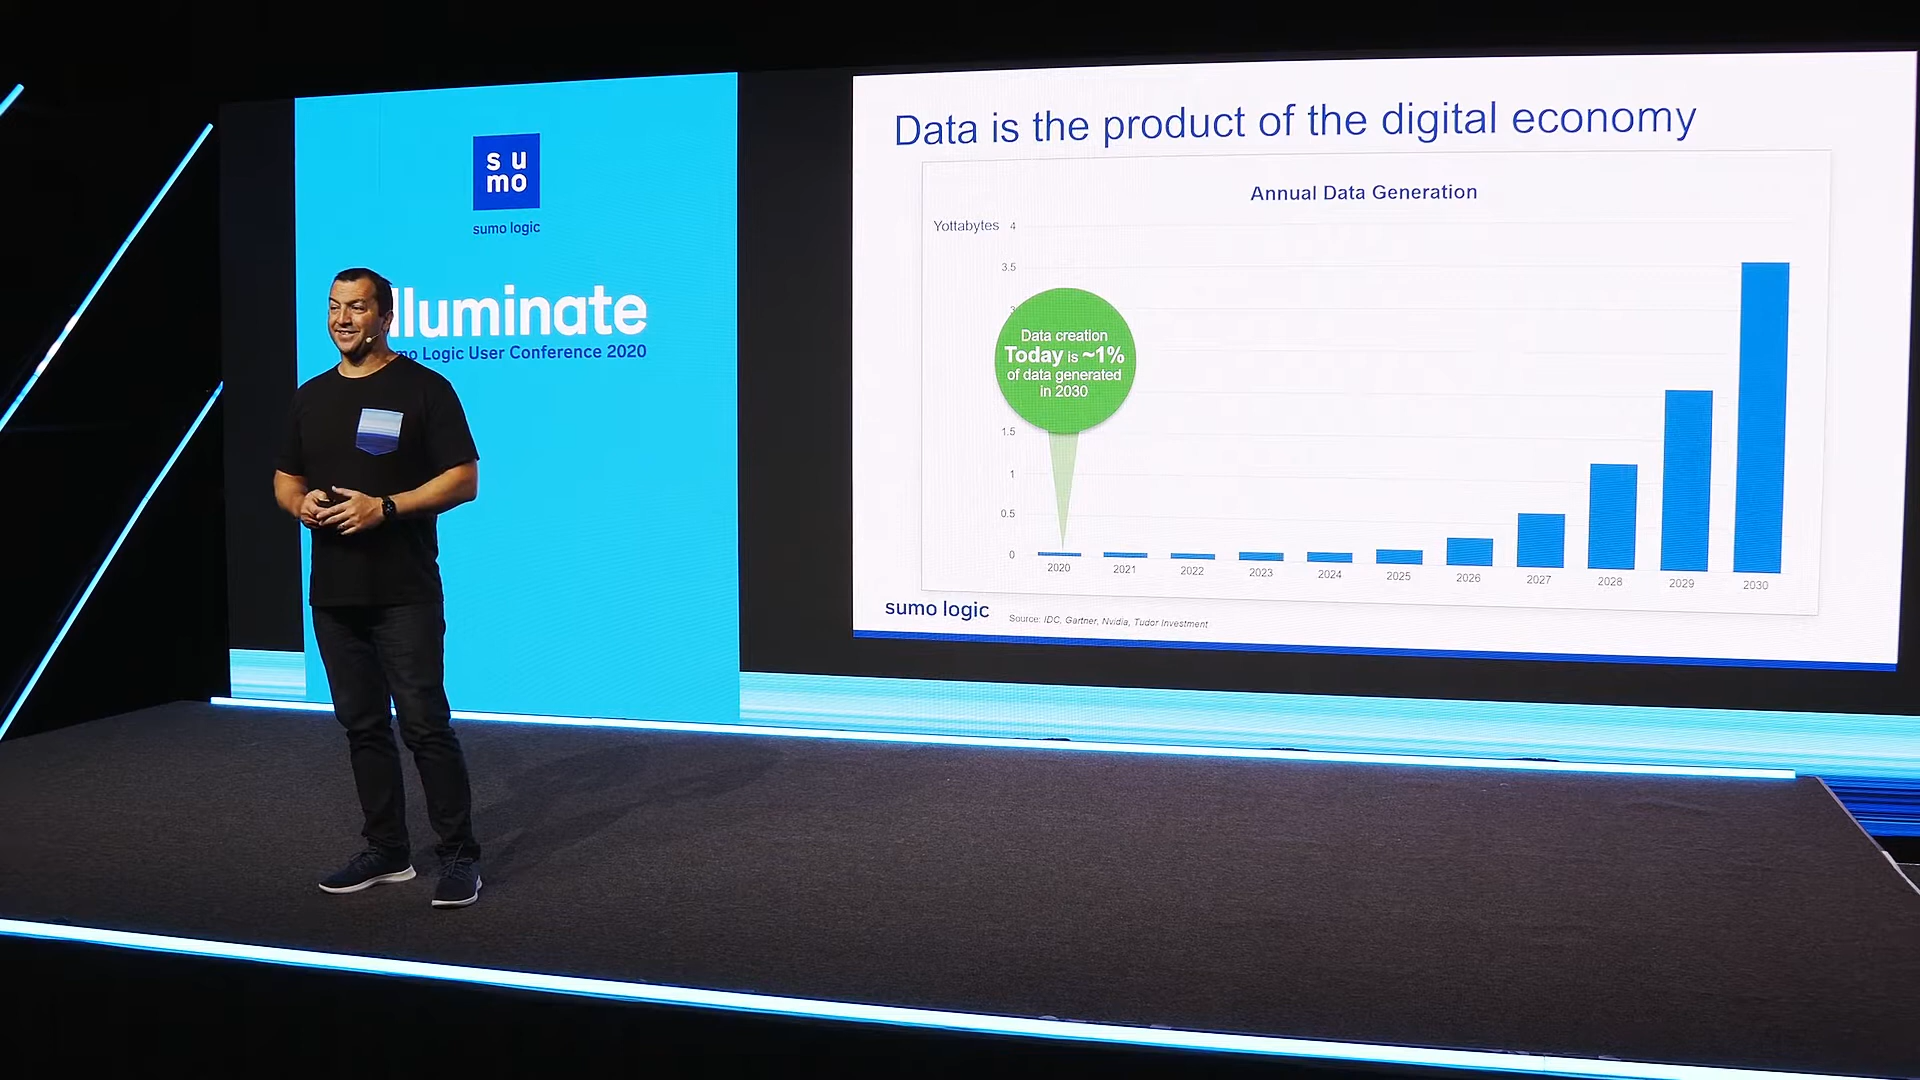 su
mo
sumo logic
lluminate
mo Logic User Conference 2020
Data is the product of the digital economy
Annual Data Generation
Yottabytes
4
3.5
3
Data creation
Today is ~1%
of data generated
in 2030
1.5
1
0.5
0
2020 2021 2022 2023 2024 2025 2026 2027 2028 2029 2030
sumo logic
Source: IDC, Gartner, Nvidia, Tudor Investment